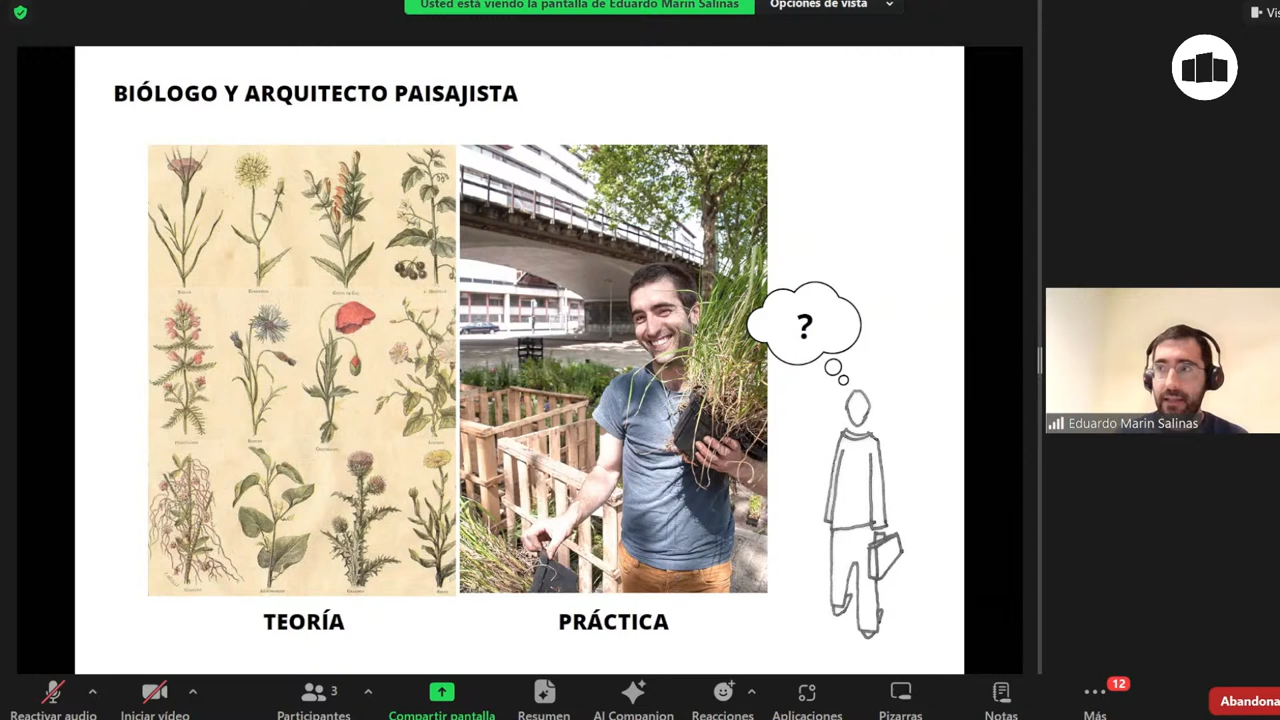 Usted está viendo la pantalla de Eduardo Marin Salinas
Opciones de vista
BIÓLOGO Y ARQUITECTO PAISAJISTA
?
TEORÍA
PRÁCTICA
Eduardo Marin Salinas
3
12
Reactivar audio
Iniciar vídeo
Participantes
Compartir pantalla
Resumen
AI Companion
Reacciones
Aplicaciones
Pizarras
Notas
Más